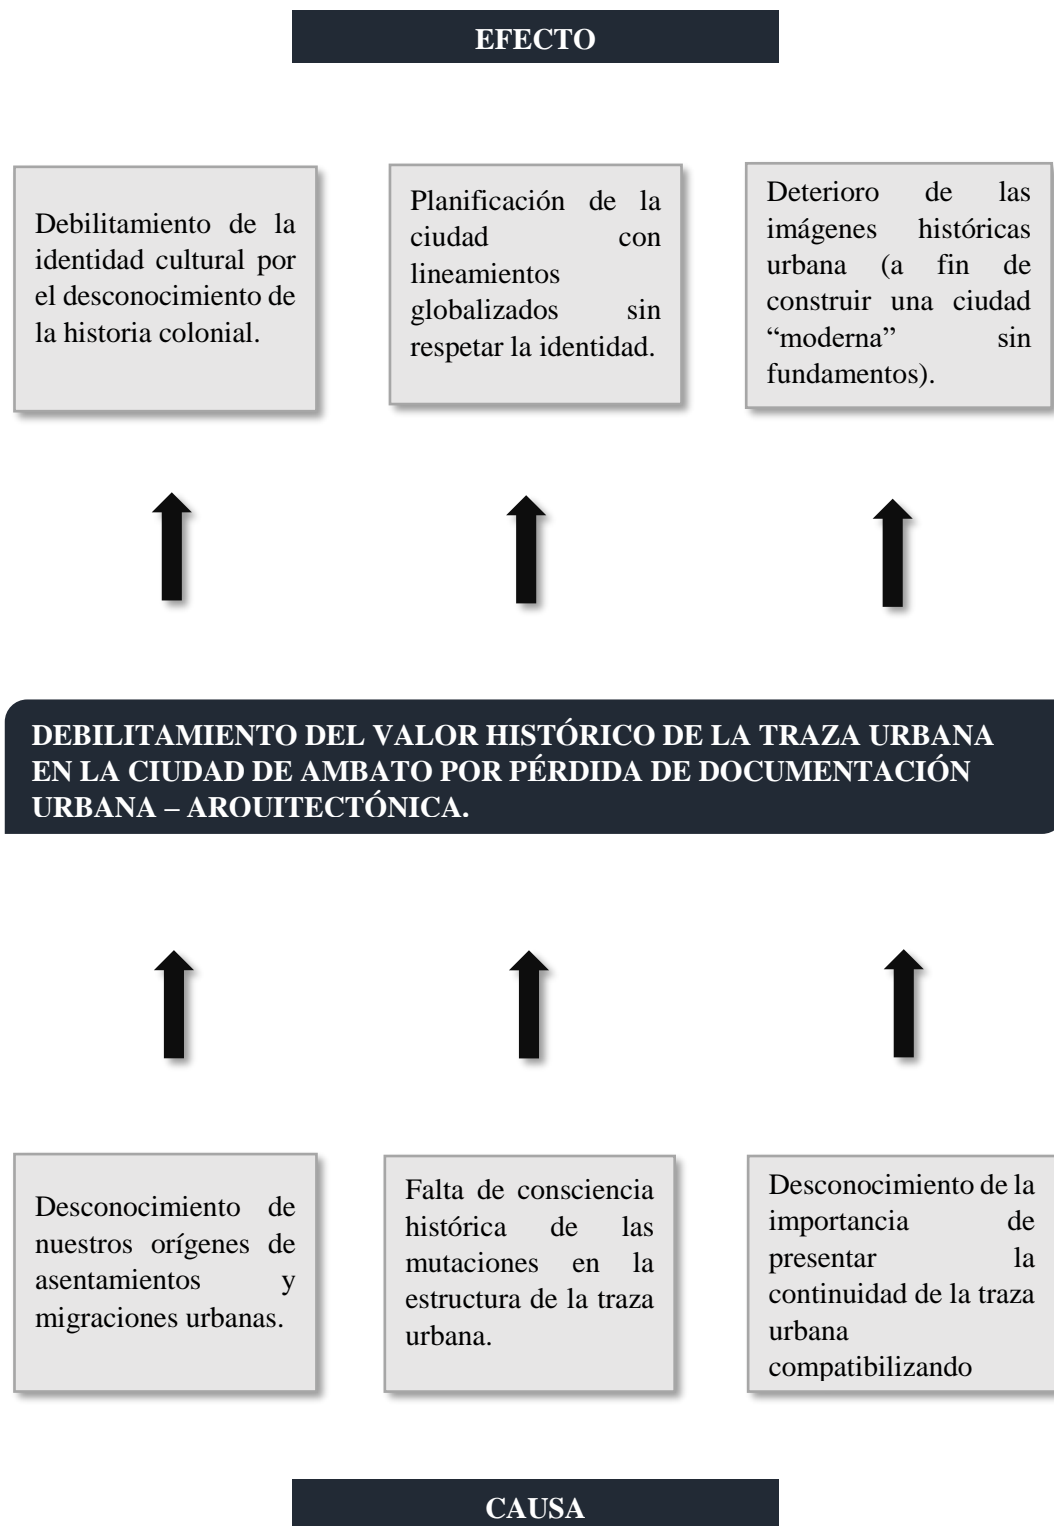 EFECTO
Debilitamiento de la
identidad cultural por
el desconocimiento de
la historia colonial.
Planificación de la
ciudad con
lineamientos
globalizados sin
respetar la identidad.
Deterioro de las
imágenes históricas
urbana (a fin de
construir una ciudad
“moderna” sin
fundamentos).
DEBILITAMIENTO DEL VALOR HISTÓRICO DE LA TRAZA URBANA
EN LA CIUDAD DE AMBATO POR PÉRDIDA DE DOCUMENTACIÓN
URBANA – ARQUITECTÓNICA.
Desconocimiento de
nuestros orígenes de
asentamientos y
migraciones urbanas.
Falta de consciencia
histórica de las
mutaciones en la
estructura de la traza
urbana.
Desconocimiento de la
importancia de
presentar la
continuidad de la traza
urbana
compatibilizando
CAUSA